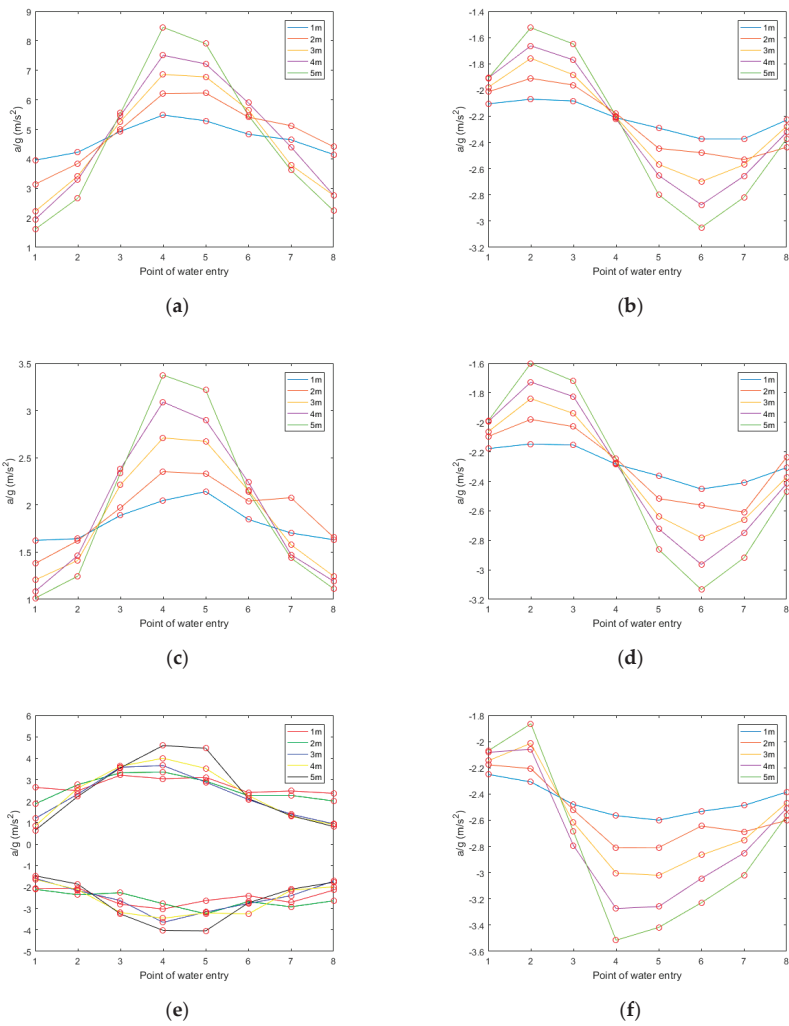 9
8
7
6
5
4
3
2
1
a/g (m/s²)
1 2 3 4 5 6 7 8
Point of water entry
1m
2m
3m
4m
5m
(a)
-1.4
-1.6
-1.8
-2
-2.2
-2.4
-2.6
-2.8
-3
-3.2
a/g (m/s²)
1 2 3 4 5 6 7 8
Point of water entry
1m
2m
3m
4m
5m
(b)
3.5
3
2.5
2
1.5
1
a/g (m/s²)
1 2 3 4 5 6 7 8
Point of water entry
1m
2m
3m
4m
5m
(c)
-1.6
-1.8
-2
-2.2
-2.4
-2.6
-2.8
-3
-3.2
a/g (m/s²)
1 2 3 4 5 6 7 8
Point of water entry
1m
2m
3m
4m
5m
(d)
6
5
4
3
2
1
0
-1
-2
-3
-4
-5
a/g (m/s²)
1 2 3 4 5 6 7 8
Point of water entry
1m
2m
3m
4m
5m
(e)
-1.8
-2
-2.2
-2.4
-2.6
-2.8
-3
-3.2
-3.4
-3.6
a/g (m/s²)
1 2 3 4 5 6 7 8
Point of water entry
1m
2m
3m
4m
5m
(f)